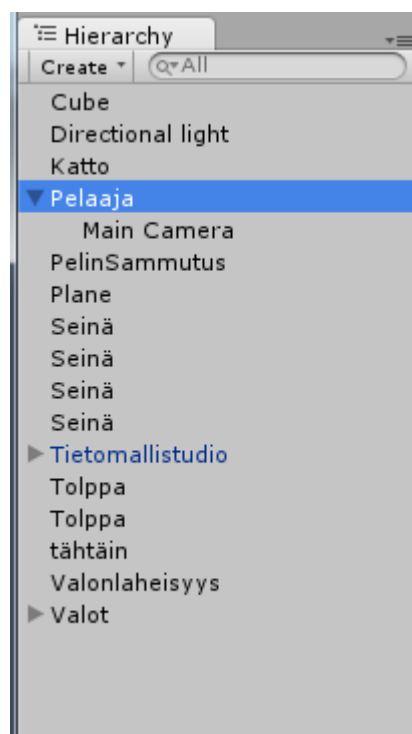 Hierarchy
Create All
Cube
Directional light
Katto
Pelaaja
Main Camera
PelinSammutus
Plane
Seinä
Seinä
Seinä
Seinä
Tietomallistudio
Tolppa
Tolppa
tähtäin
Valonlaheisyys
Valot